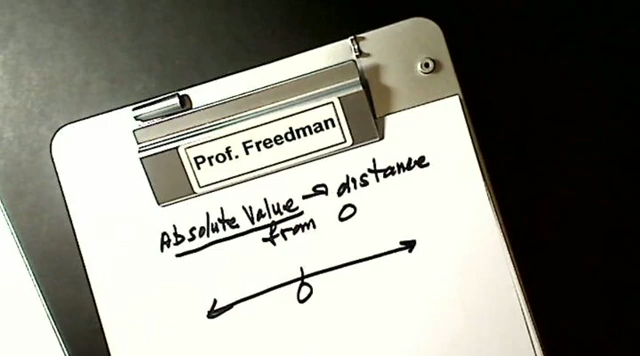 Prof. Freedman
Absolute Value → distance
from 0
0